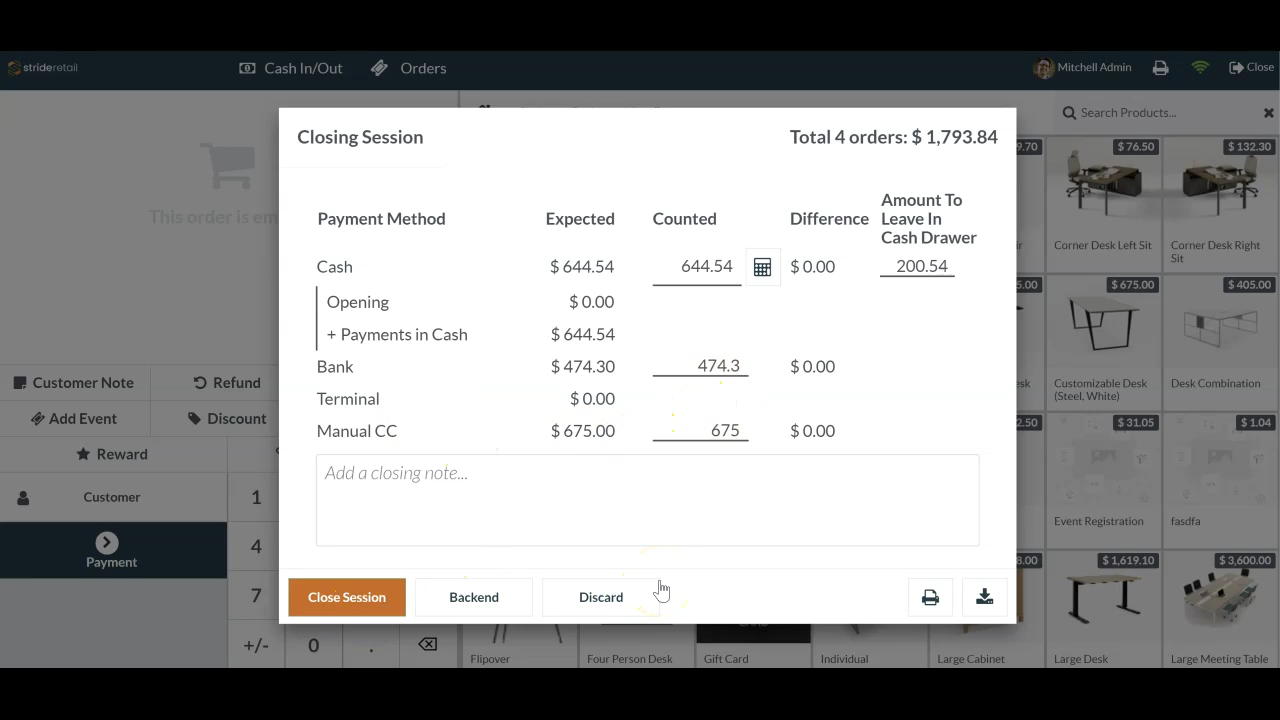 strideretail
Cash In/Out
Orders
Mitchell Admin
Close
Search Products...
This order is em
Closing Session
Total 4 orders: $ 1,793.84
Payment Method
Expected
Counted
Difference
Amount To
Leave In
Cash Drawer
Cash
$ 644.54
644.54
$ 0.00
200.54
Opening
$ 0.00
+ Payments in Cash
$ 644.54
Bank
$ 474.30
474.3
$ 0.00
Terminal
$ 0.00
Manual CC
$ 675.00
675
$ 0.00
Add a closing note...
Close Session
Backend
Discard
Customer Note
Refund
Add Event
Discount
Reward
Customer
Payment
1
4
7
+/-
0
.
9.70
$ 76.50
$ 132.30
Corner Desk Left Sit
Corner Desk Right
Sit
$ 675.00
$ 405.00
Customizable Desk
(Steel, White)
Desk Combination
2.50
$ 31.05
$ 1.04
Event Registration
fasdfa
8.00
$ 1,619.10
$ 3,600.00
Flipover
Four Person Desk
Gift Card
Individual
Large Cabinet
Large Desk
Large Meeting Table